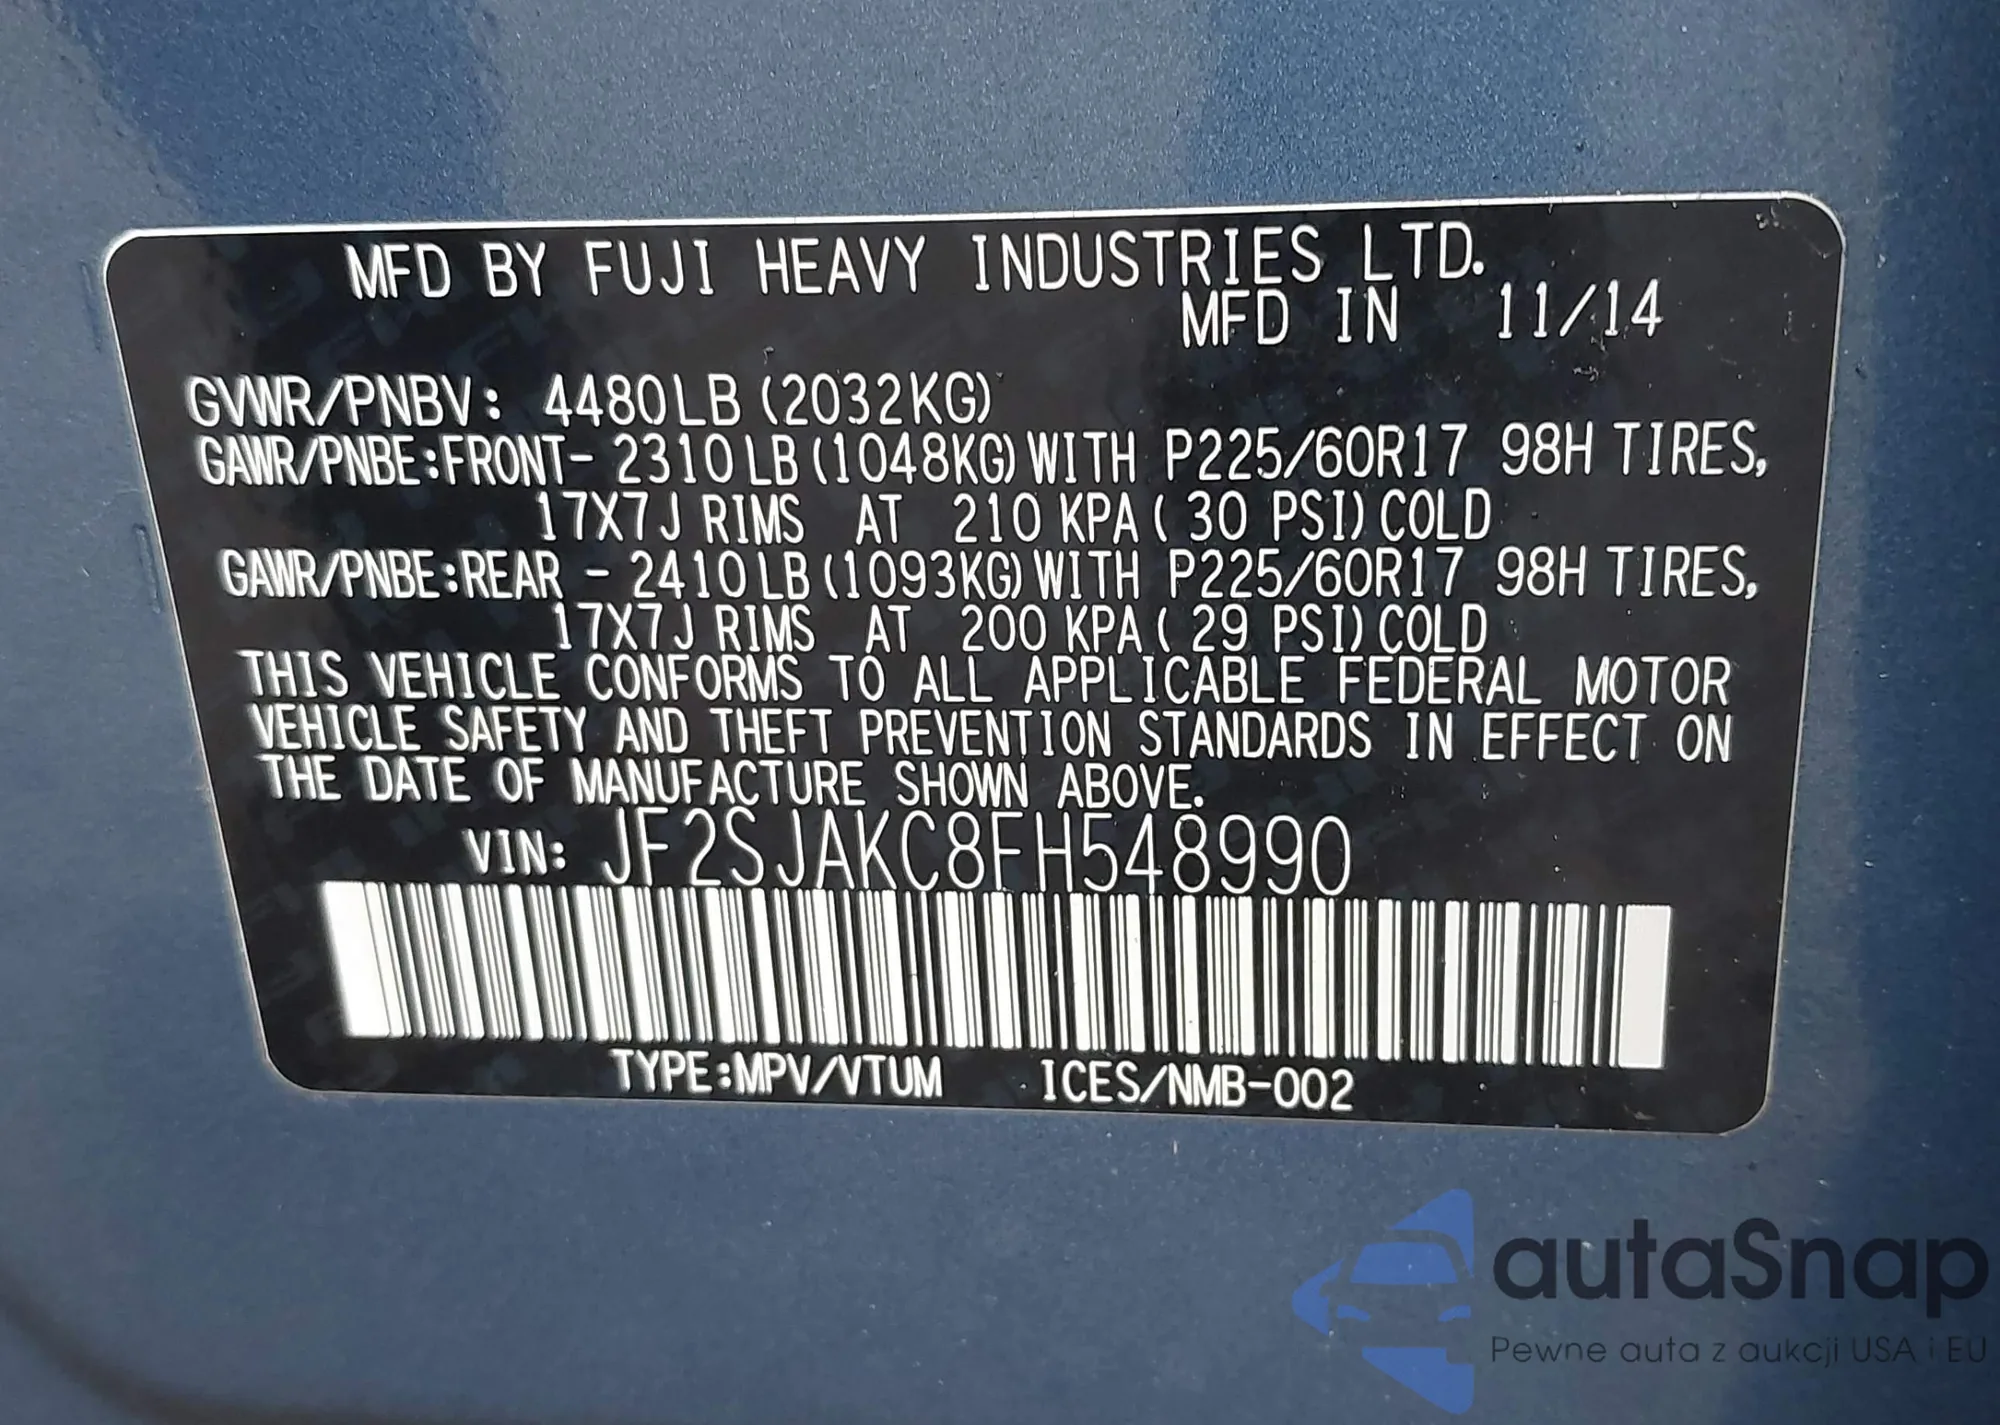 MFD BY FUJI HEAVY INDUSTRIES LTD.
MFD IN 11/14
GVWR/PNBV: 4480LB (2032KG)
GAWR/PNBE:FRONT- 2310LB(1048KG)WITH P225/60R17 98H TIRES,
17X7J RIMS AT 210 KPA ( 30 PSI) COLD
GAWR/PNBE:REAR - 2410LB(1093KG)WITH P225/60R17 98H TIRES,
17X7J RIMS AT 200 KPA ( 29 PSI) COLD
THIS VEHICLE CONFORMS TO ALL APPLICABLE FEDERAL MOTOR
VEHICLE SAFETY AND THEFT PREVENTION STANDARDS IN EFFECT ON
THE DATE OF MANUFACTURE SHOWN ABOVE.
VIN: JF2SJAKC8FH548990
TYPE:MPV/VTUM ICES/NMB-002
autaSnap
Pewne auta z aukcji USA i EU